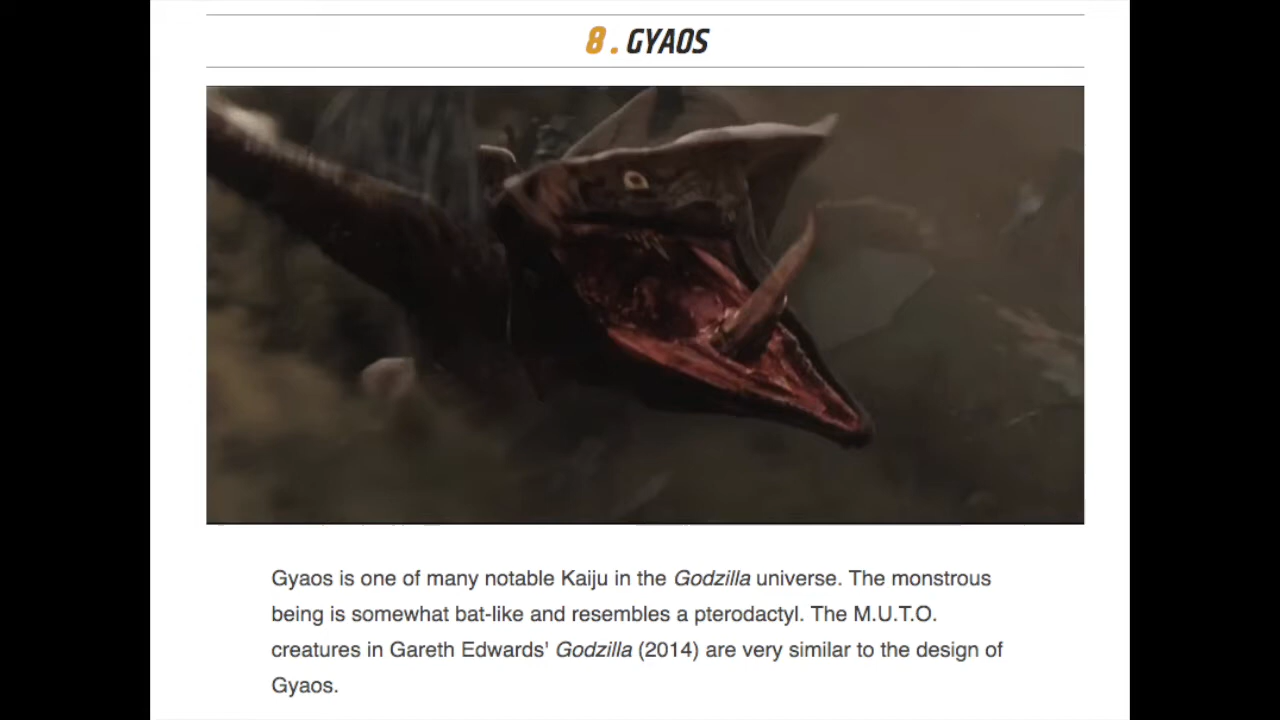 8 . GYAOS
Gyaos is one of many notable Kaiju in the Godzilla universe. The monstrous
being is somewhat bat-like and resembles a pterodactyl. The M.U.T.O.
creatures in Gareth Edwards' Godzilla (2014) are very similar to the design of
Gyaos.